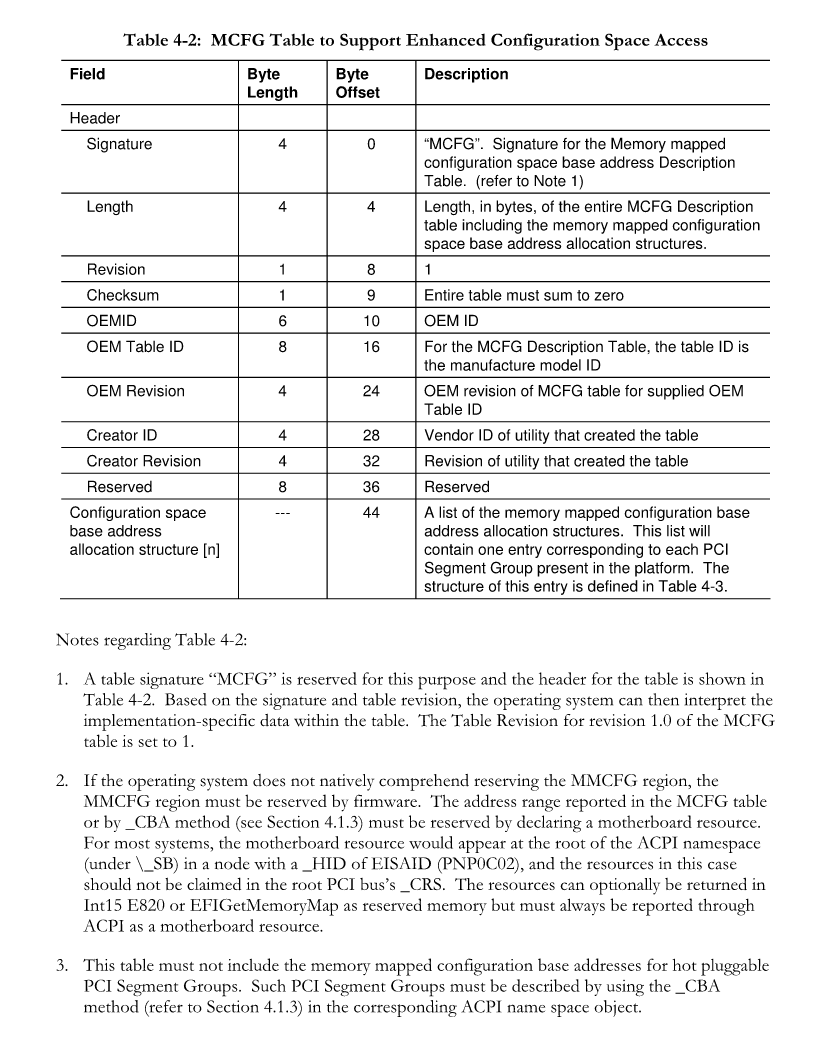 Table 4-2: MCFG Table to Support Enhanced Configuration Space Access
Field
Byte Length
Byte Offset
Description
Header
Signature 4 0 “MCFG”. Signature for the Memory mapped
configuration space base address Description
Table. (refer to Note 1)
Length 4 4 Length, in bytes, of the entire MCFG Description
table including the memory mapped configuration
space base address allocation structures.
Revision 1 8 1
Checksum 1 9 Entire table must sum to zero
OEMID 6 10 OEM ID
OEM Table ID 8 16 For the MCFG Description Table, the table ID is
the manufacture model ID
OEM Revision 4 24 OEM revision of MCFG table for supplied OEM
Table ID
Creator ID 4 28 Vendor ID of utility that created the table
Creator Revision 4 32 Revision of utility that created the table
Reserved 8 36 Reserved
Configuration space
base address
allocation structure [n]
--- 44 A list of the memory mapped configuration base
address allocation structures. This list will
contain one entry corresponding to each PCI
Segment Group present in the platform. The
structure of this entry is defined in Table 4-3.
Notes regarding Table 4-2:
1. A table signature “MCFG” is reserved for this purpose and the header for the table is shown in
Table 4-2. Based on the signature and table revision, the operating system can then interpret the
implementation-specific data within the table. The Table Revision for revision 1.0 of the MCFG
table is set to 1.
2. If the operating system does not natively comprehend reserving the MMCFG region, the
MMCFG region must be reserved by firmware. The address range reported in the MCFG table
or by _CBA method (see Section 4.1.3) must be reserved by declaring a motherboard resource.
For most systems, the motherboard resource would appear at the root of the ACPI namespace
(under \_SB) in a node with a _HID of EISAID (PNP0C02), and the resources in this case
should not be claimed in the root PCI bus’s _CRS. The resources can optionally be returned in
Int15 E820 or EFIGetMemoryMap as reserved memory but must always be reported through
ACPI as a motherboard resource.
3. This table must not include the memory mapped configuration base addresses for hot pluggable
PCI Segment Groups. Such PCI Segment Groups must be described by using the _CBA
method (refer to Section 4.1.3) in the corresponding ACPI name space object.